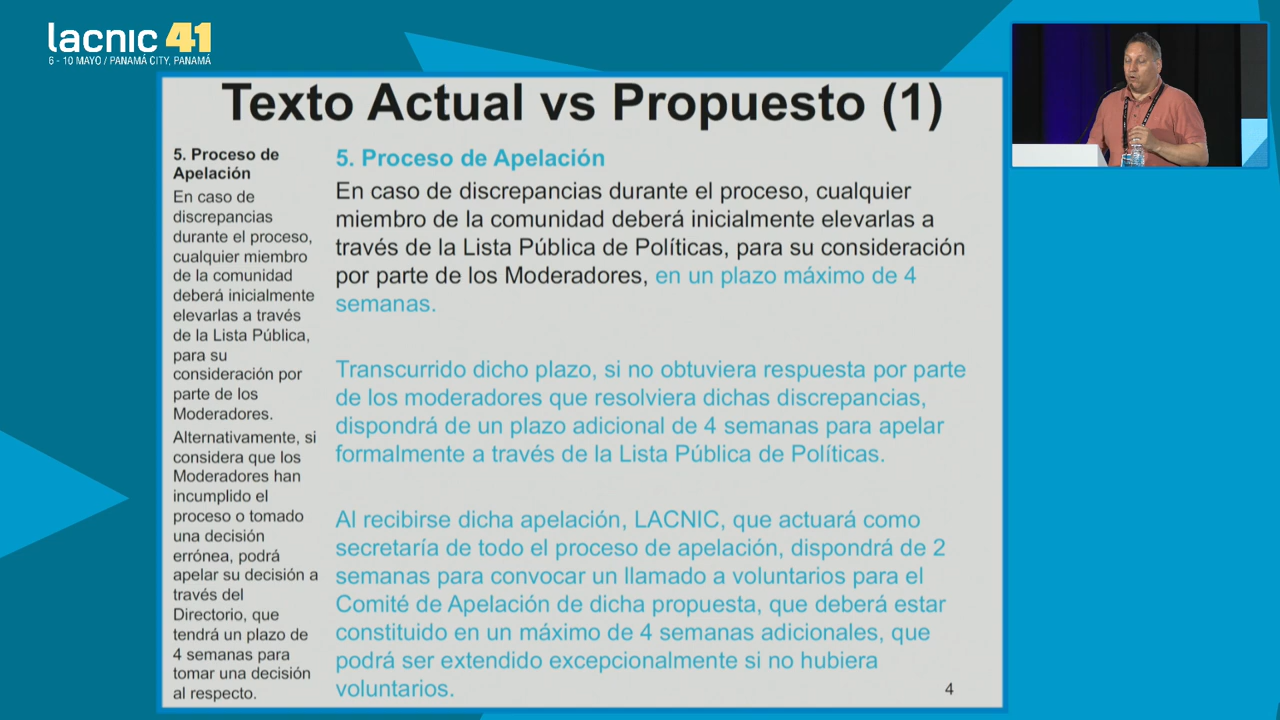 lacnic 41
6 - 10 MAYO / PANAMÁ CITY, PANAMÁ
Texto Actual vs Propuesto (1)
5. Proceso de
Apelación
En caso de
discrepancias
durante el proceso,
cualquier miembro
de la comunidad
deberá inicialmente
elevarlas a través
de la Lista Pública,
para su
consideración por
parte de los
Moderadores.
Alternativamente, si
considera que los
Moderadores han
incumplido el
proceso o tomado
una decisión
errónea, podrá
apelar su decisión a
través del
Directorio, que
tendrá un plazo de
4 semanas para
tomar una decisión
al respecto.
5. Proceso de Apelación
En caso de discrepancias durante el proceso, cualquier
miembro de la comunidad deberá inicialmente elevarlas a
través de la Lista Pública de Políticas, para su consideración
por parte de los Moderadores, en un plazo máximo de 4
semanas.
Transcurrido dicho plazo, si no obtuviera respuesta por parte
de los moderadores que resolviera dichas discrepancias,
dispondrá de un plazo adicional de 4 semanas para apelar
formalmente a través de la Lista Pública de Políticas.
Al recibirse dicha apelación, LACNIC, que actuará como
secretaría de todo el proceso de apelación, dispondrá de 2
semanas para convocar un llamado a voluntarios para el
Comité de Apelación de dicha propuesta, que deberá estar
constituido en un máximo de 4 semanas adicionales, que
podrá ser extendido excepcionalmente si no hubiera
voluntarios.
4